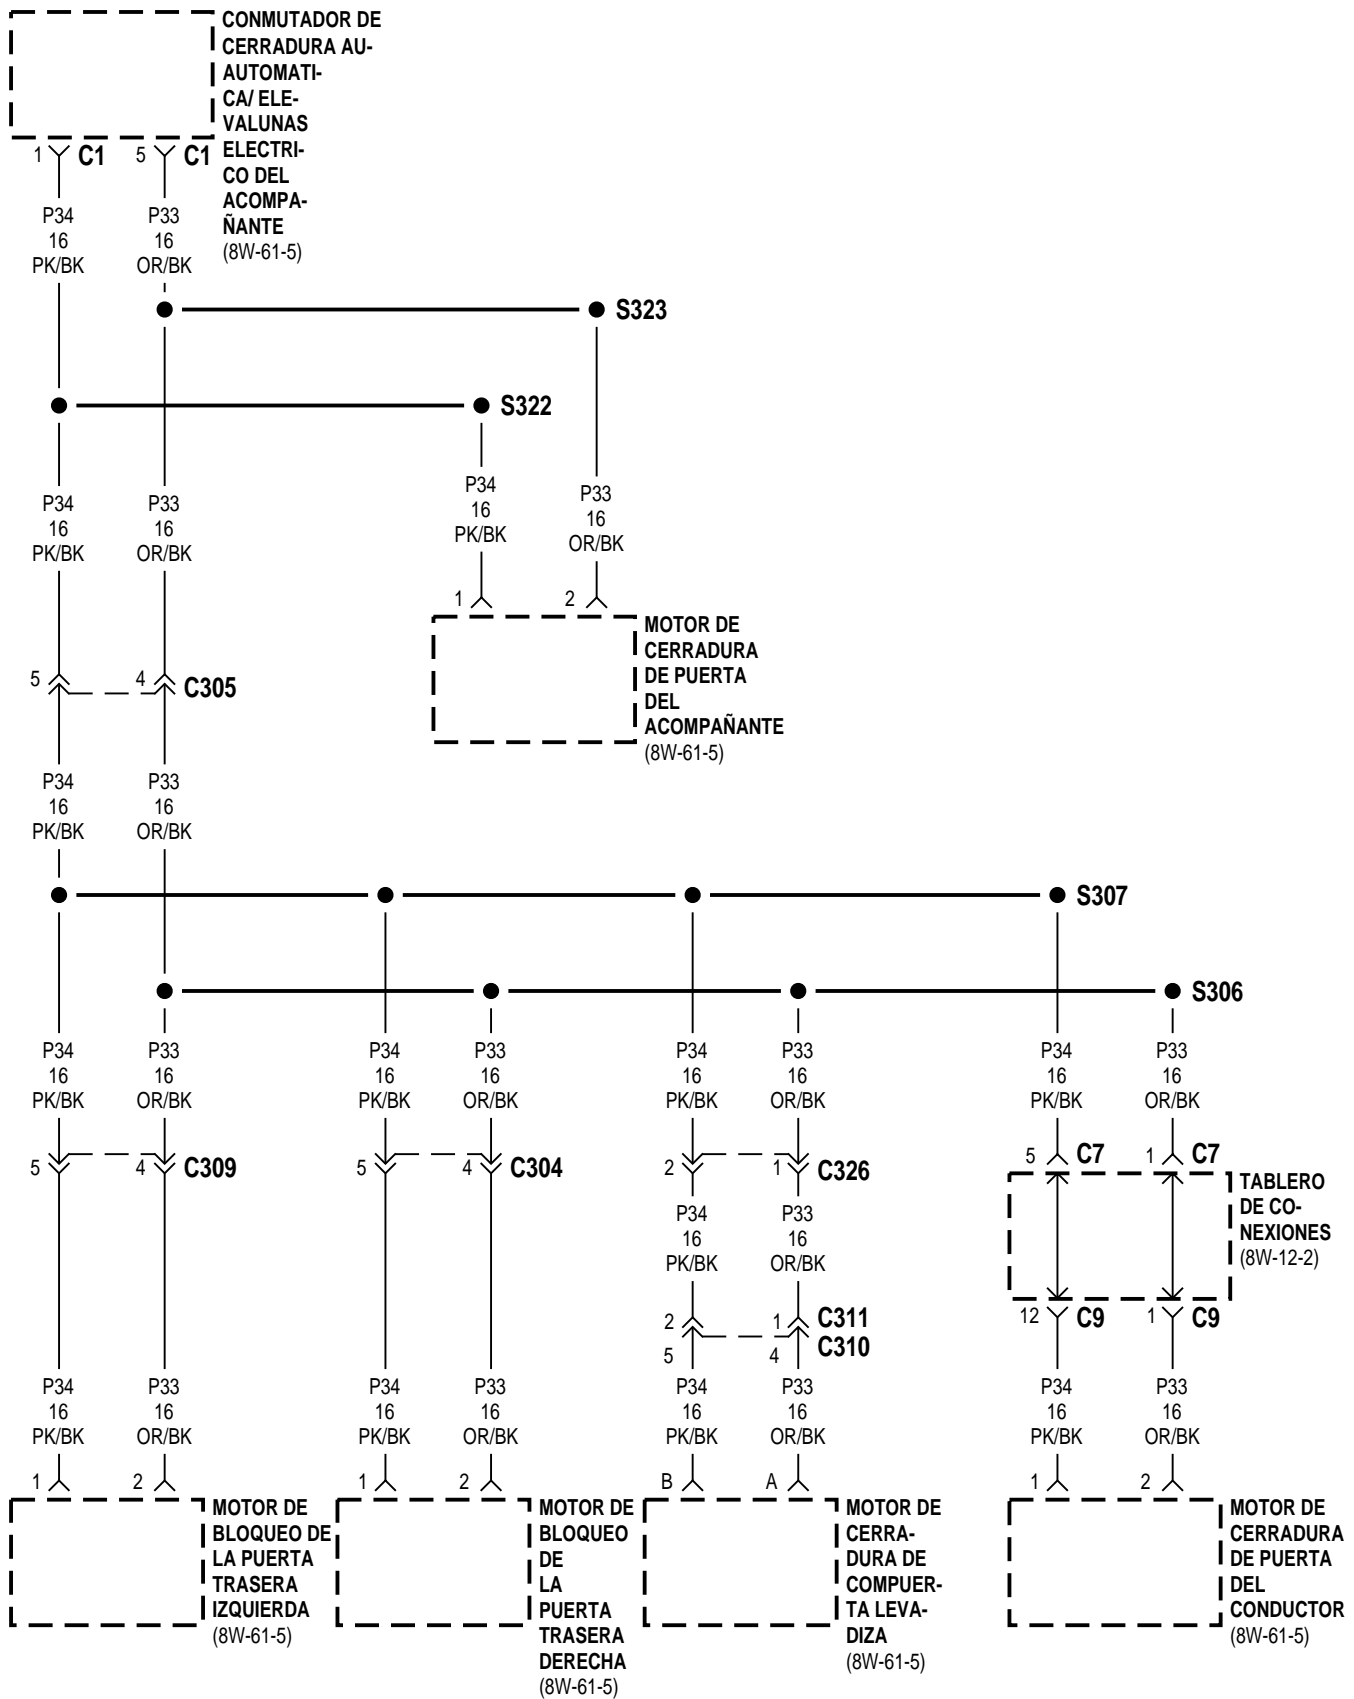 CONMUTADOR DE
CERRADURA AU-
AUTOMATI-
CA/ ELE-
VALUNAS
ELECTRI-
CO DEL
ACOMPA-
ÑANTE
(8W-61-5)
1 C1 5 C1
P34 P33
16 16
PK/BK OR/BK
S323
S322
P34 P33
16 16
PK/BK OR/BK
P34
16
PK/BK
P33
16
OR/BK
1 2
MOTOR DE
CERRADURA
DE PUERTA
DEL
ACOMPAÑANTE
(8W-61-5)
5 4 C305
P34 P33
16 16
PK/BK OR/BK
S307
S306
P34 P33 P34 P33 P34 P33 P34 P33
16 16 16 16 16 16 16 16
PK/BK OR/BK PK/BK OR/BK PK/BK OR/BK PK/BK OR/BK
5 4 C309 5 4 C304 2 1 C326 5 C7 1 C7
TABLERO
DE CO-
NEXIONES
(8W-12-2)
P34 P33
16 16
PK/BK OR/BK
2 1 C311
5 4 C310
12 C9 1 C9
P34 P33 P34 P33 P34 P33 P34 P33
16 16 16 16 16 16 16 16
PK/BK OR/BK PK/BK OR/BK PK/BK OR/BK PK/BK OR/BK
1 2 1 2 B A 1 2
MOTOR DE
BLOQUEO DE
LA PUERTA
TRASERA
IZQUIERDA
(8W-61-5)
MOTOR DE
BLOQUEO
DE
LA
PUERTA
TRASERA
DERECHA
(8W-61-5)
MOTOR DE
CERRA-
DURA DE
COMPUER-
TA LEVA-
DIZA
(8W-61-5)
MOTOR DE
CERRADURA
DE PUERTA
DEL
CONDUCTOR
(8W-61-5)